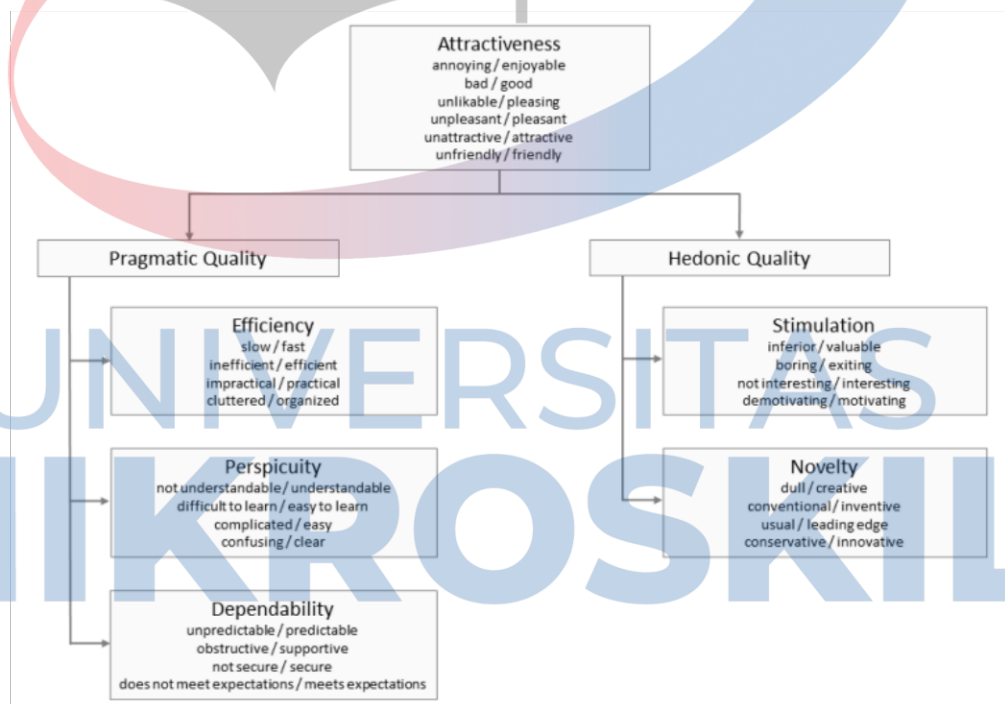 Attractiveness
annoying / enjoyable
bad / good
unlikable / pleasing
unpleasant / pleasant
unattractive / attractive
unfriendly / friendly
Pragmatic Quality
Hedonic Quality
Efficiency
slow / fast
inefficient / efficient
impractical / practical
cluttered / organized
Stimulation
inferior / valuable
boring / exiting
not interesting / interesting
demotivating / motivating
UNIVERSITAS
Perspicuity
not understandable / understandable
difficult to learn / easy to learn
complicated / easy
confusing / clear
Novelty
dull / creative
conventional / inventive
usual / leading edge
conservative / innovative
MIKROSKIL
Dependability
unpredictable / predictable
obstructive / supportive
not secure / secure
does not meet expectations / meets expectations